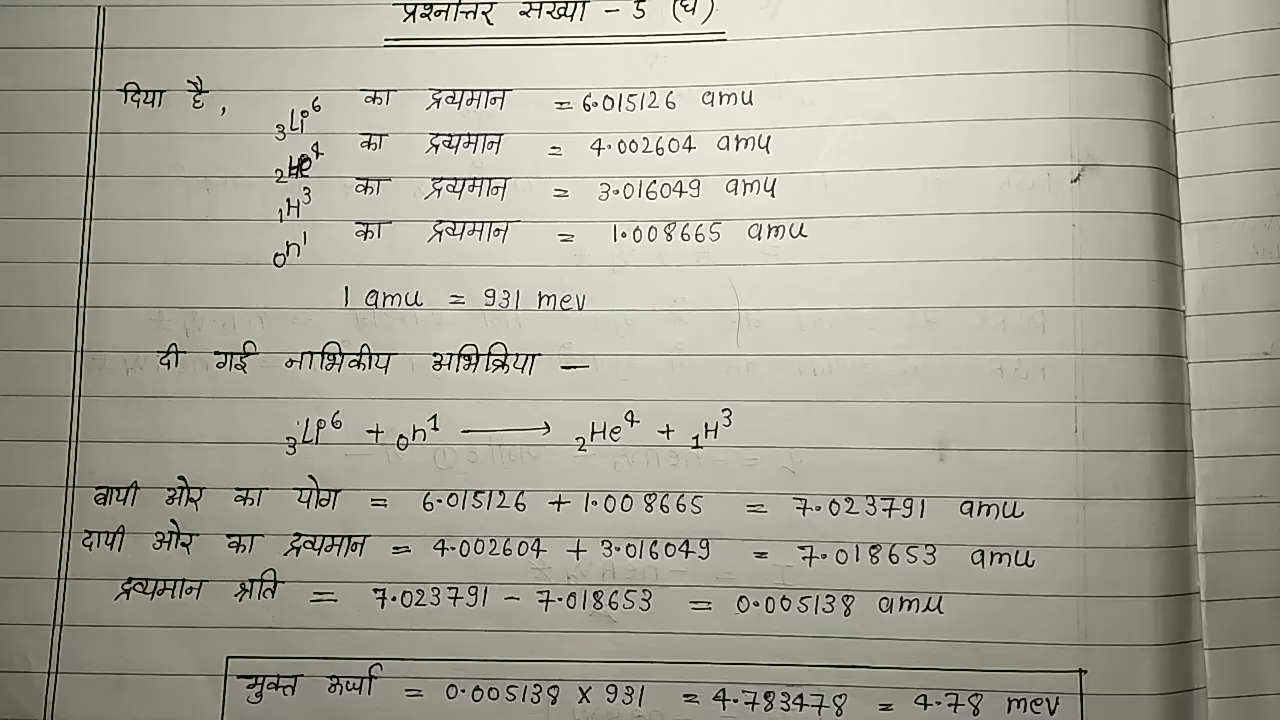 प्रश्नोत्तर संख्या - 5 (घ)
दिया है, ₃Li⁶ का द्रव्यमान = 6.015126 amu
₂He⁴ का द्रव्यमान = 4.002604 amu
₁H³ का द्रव्यमान = 3.016049 amu
₀n¹ का द्रव्यमान = 1.008665 amu
1 amu = 931 mev
दी गई नाभिकीय अभिक्रिया —
₃Li⁶ + ₀n¹ ⟶ ₂He⁴ + ₁H³
बायी ओर का योग = 6.015126 + 1.008665 = 7.023791 amu
दायी ओर का द्रव्यमान = 4.002604 + 3.016049 = 7.018653 amu
द्रव्यमान क्षति = 7.023791 - 7.018653 = 0.005138 amu
मुक्त ऊर्जा = 0.005138 × 931 = 4.783478 = 4.78 mev